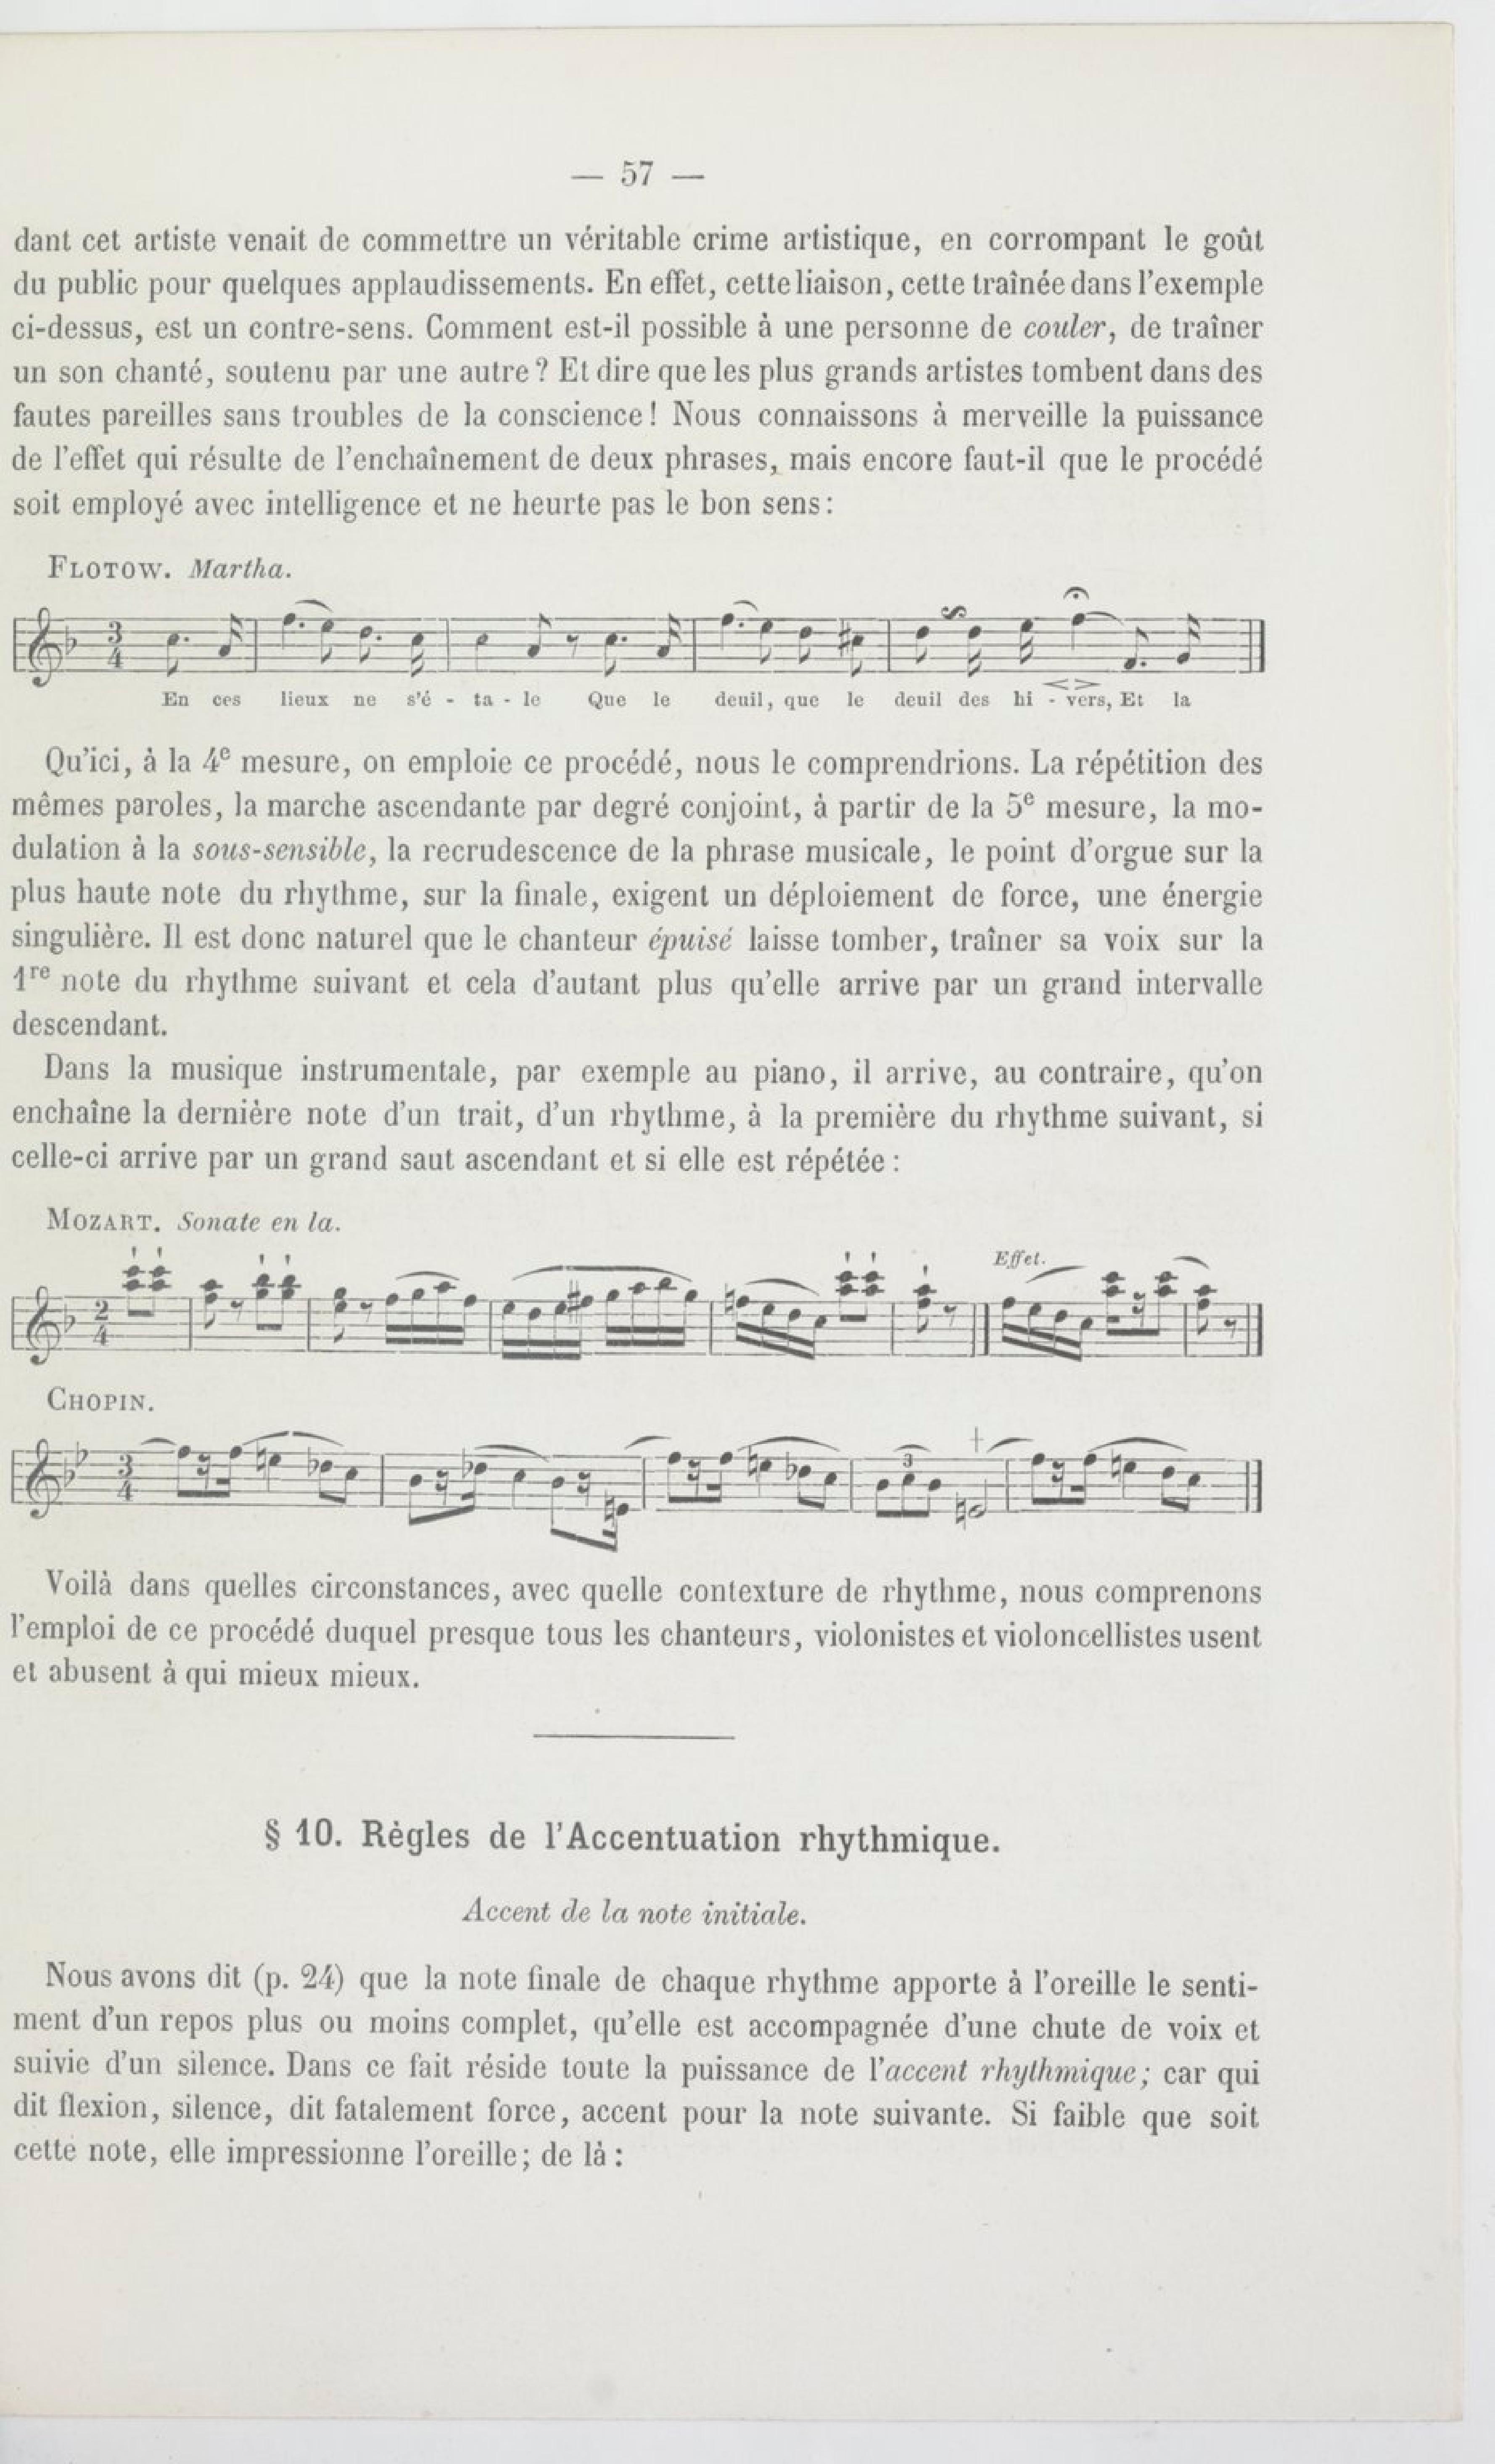 — 57 —
dant cet artiste venait de commettre un véritable crime artistique, en corrompant le goût
du public pour quelques applaudissements. En effet, cette liaison, cette traînée dans l'exemple
ci-dessus, est un contre-sens. Comment est-il possible à une personne de couler, de traîner
un son chanté, soutenu par une autre? Et dire que les plus grands artistes tombent dans des
fautes pareilles sans troubles de la conscience! Nous connaissons à merveille la puissance
de l'effet qui résulte de l'enchaînement de deux phrases, mais encore faut-il que le procédé
soit employé avec intelligence et ne heurte pas le bon sens:
FLOTOW. Martha.
3
4
En ces lieux ne s'é - ta - le Que le deuil, que le deuil des hi - vers, Et la
Qu'ici, à la 4e mesure, on emploie ce procédé, nous le comprendrions. La répétition des
mêmes paroles, la marche ascendante par degré conjoint, à partir de la 5e mesure, la mo-
dulation à la sous-sensible, la recrudescence de la phrase musicale, le point d'orgue sur la
plus haute note du rhythme, sur la finale, exigent un déploiement de force, une énergie
singulière. Il est donc naturel que le chanteur épuisé laisse tomber, traîner sa voix sur la
1re note du rhythme suivant et cela d'autant plus qu'elle arrive par un grand intervalle
descendant.
Dans la musique instrumentale, par exemple au piano, il arrive, au contraire, qu'on
enchaîne la dernière note d'un trait, d'un rhythme, à la première du rhythme suivant, si
celle-ci arrive par un grand saut ascendant et si elle est répétée:
MOZART. Sonate en la.
Effet.
2
4
CHOPIN.
3
4
3
Voilà dans quelles circonstances, avec quelle contexture de rhythme, nous comprenons
l'emploi de ce procédé duquel presque tous les chanteurs, violonistes et violoncellistes usent
et abusent à qui mieux mieux.
§ 10. Règles de l'Accentuation rhythmique.
Accent de la note initiale.
Nous avons dit (p. 24) que la note finale de chaque rhythme apporte à l'oreille le senti-
ment d'un repos plus ou moins complet, qu'elle est accompagnée d'une chute de voix et
suivie d'un silence. Dans ce fait réside toute la puissance de l'accent rhythmique; car qui
dit flexion, silence, dit fatalement force, accent pour la note suivante. Si faible que soit
cette note, elle impressionne l'oreille; de là: